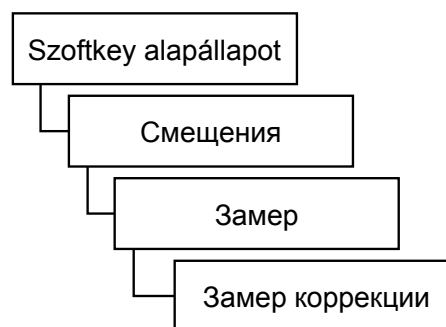 Szoftkey alapállapot
Смещения
Замер
Замер коррекции